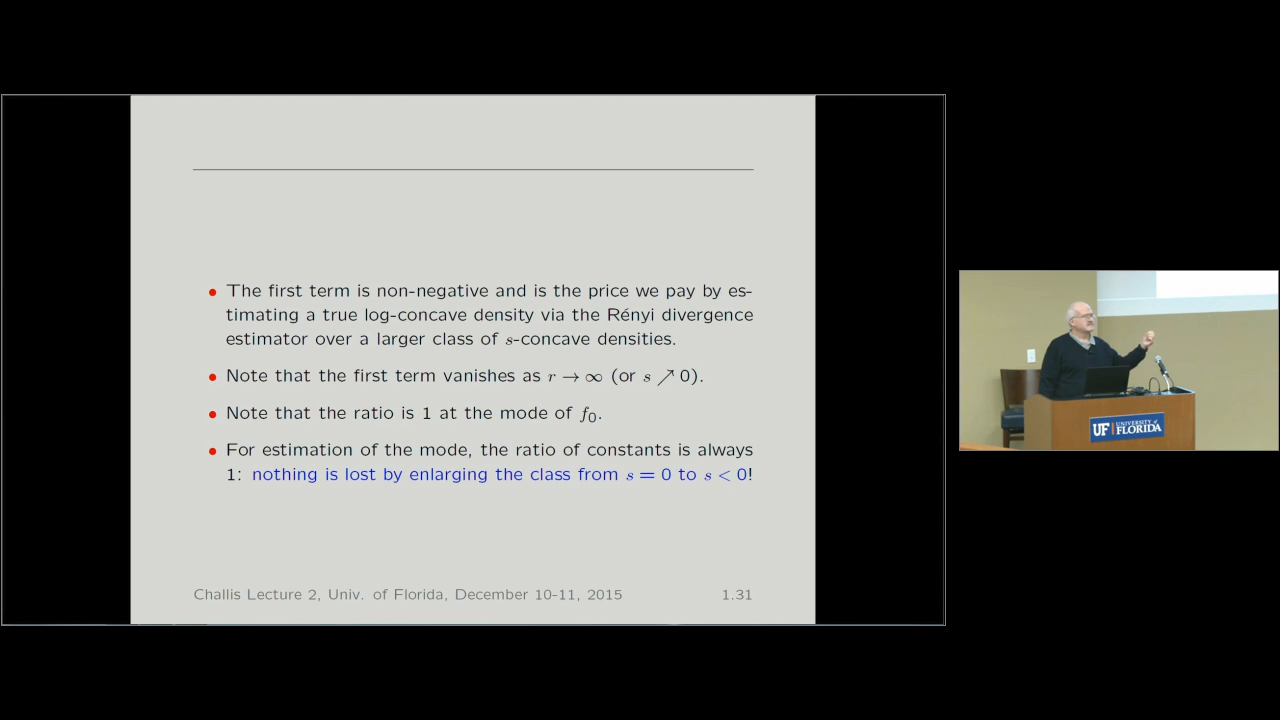 • The first term is non-negative and is the price we pay by es-
timating a true log-concave density via the Rényi divergence
estimator over a larger class of s-concave densities.
• Note that the first term vanishes as r → ∞ (or s ↗ 0).
• Note that the ratio is 1 at the mode of f₀.
• For estimation of the mode, the ratio of constants is always
1: nothing is lost by enlarging the class from s = 0 to s < 0!
Challis Lecture 2, Univ. of Florida, December 10-11, 2015 1.31
UF UNIVERSITY of
FLORIDA